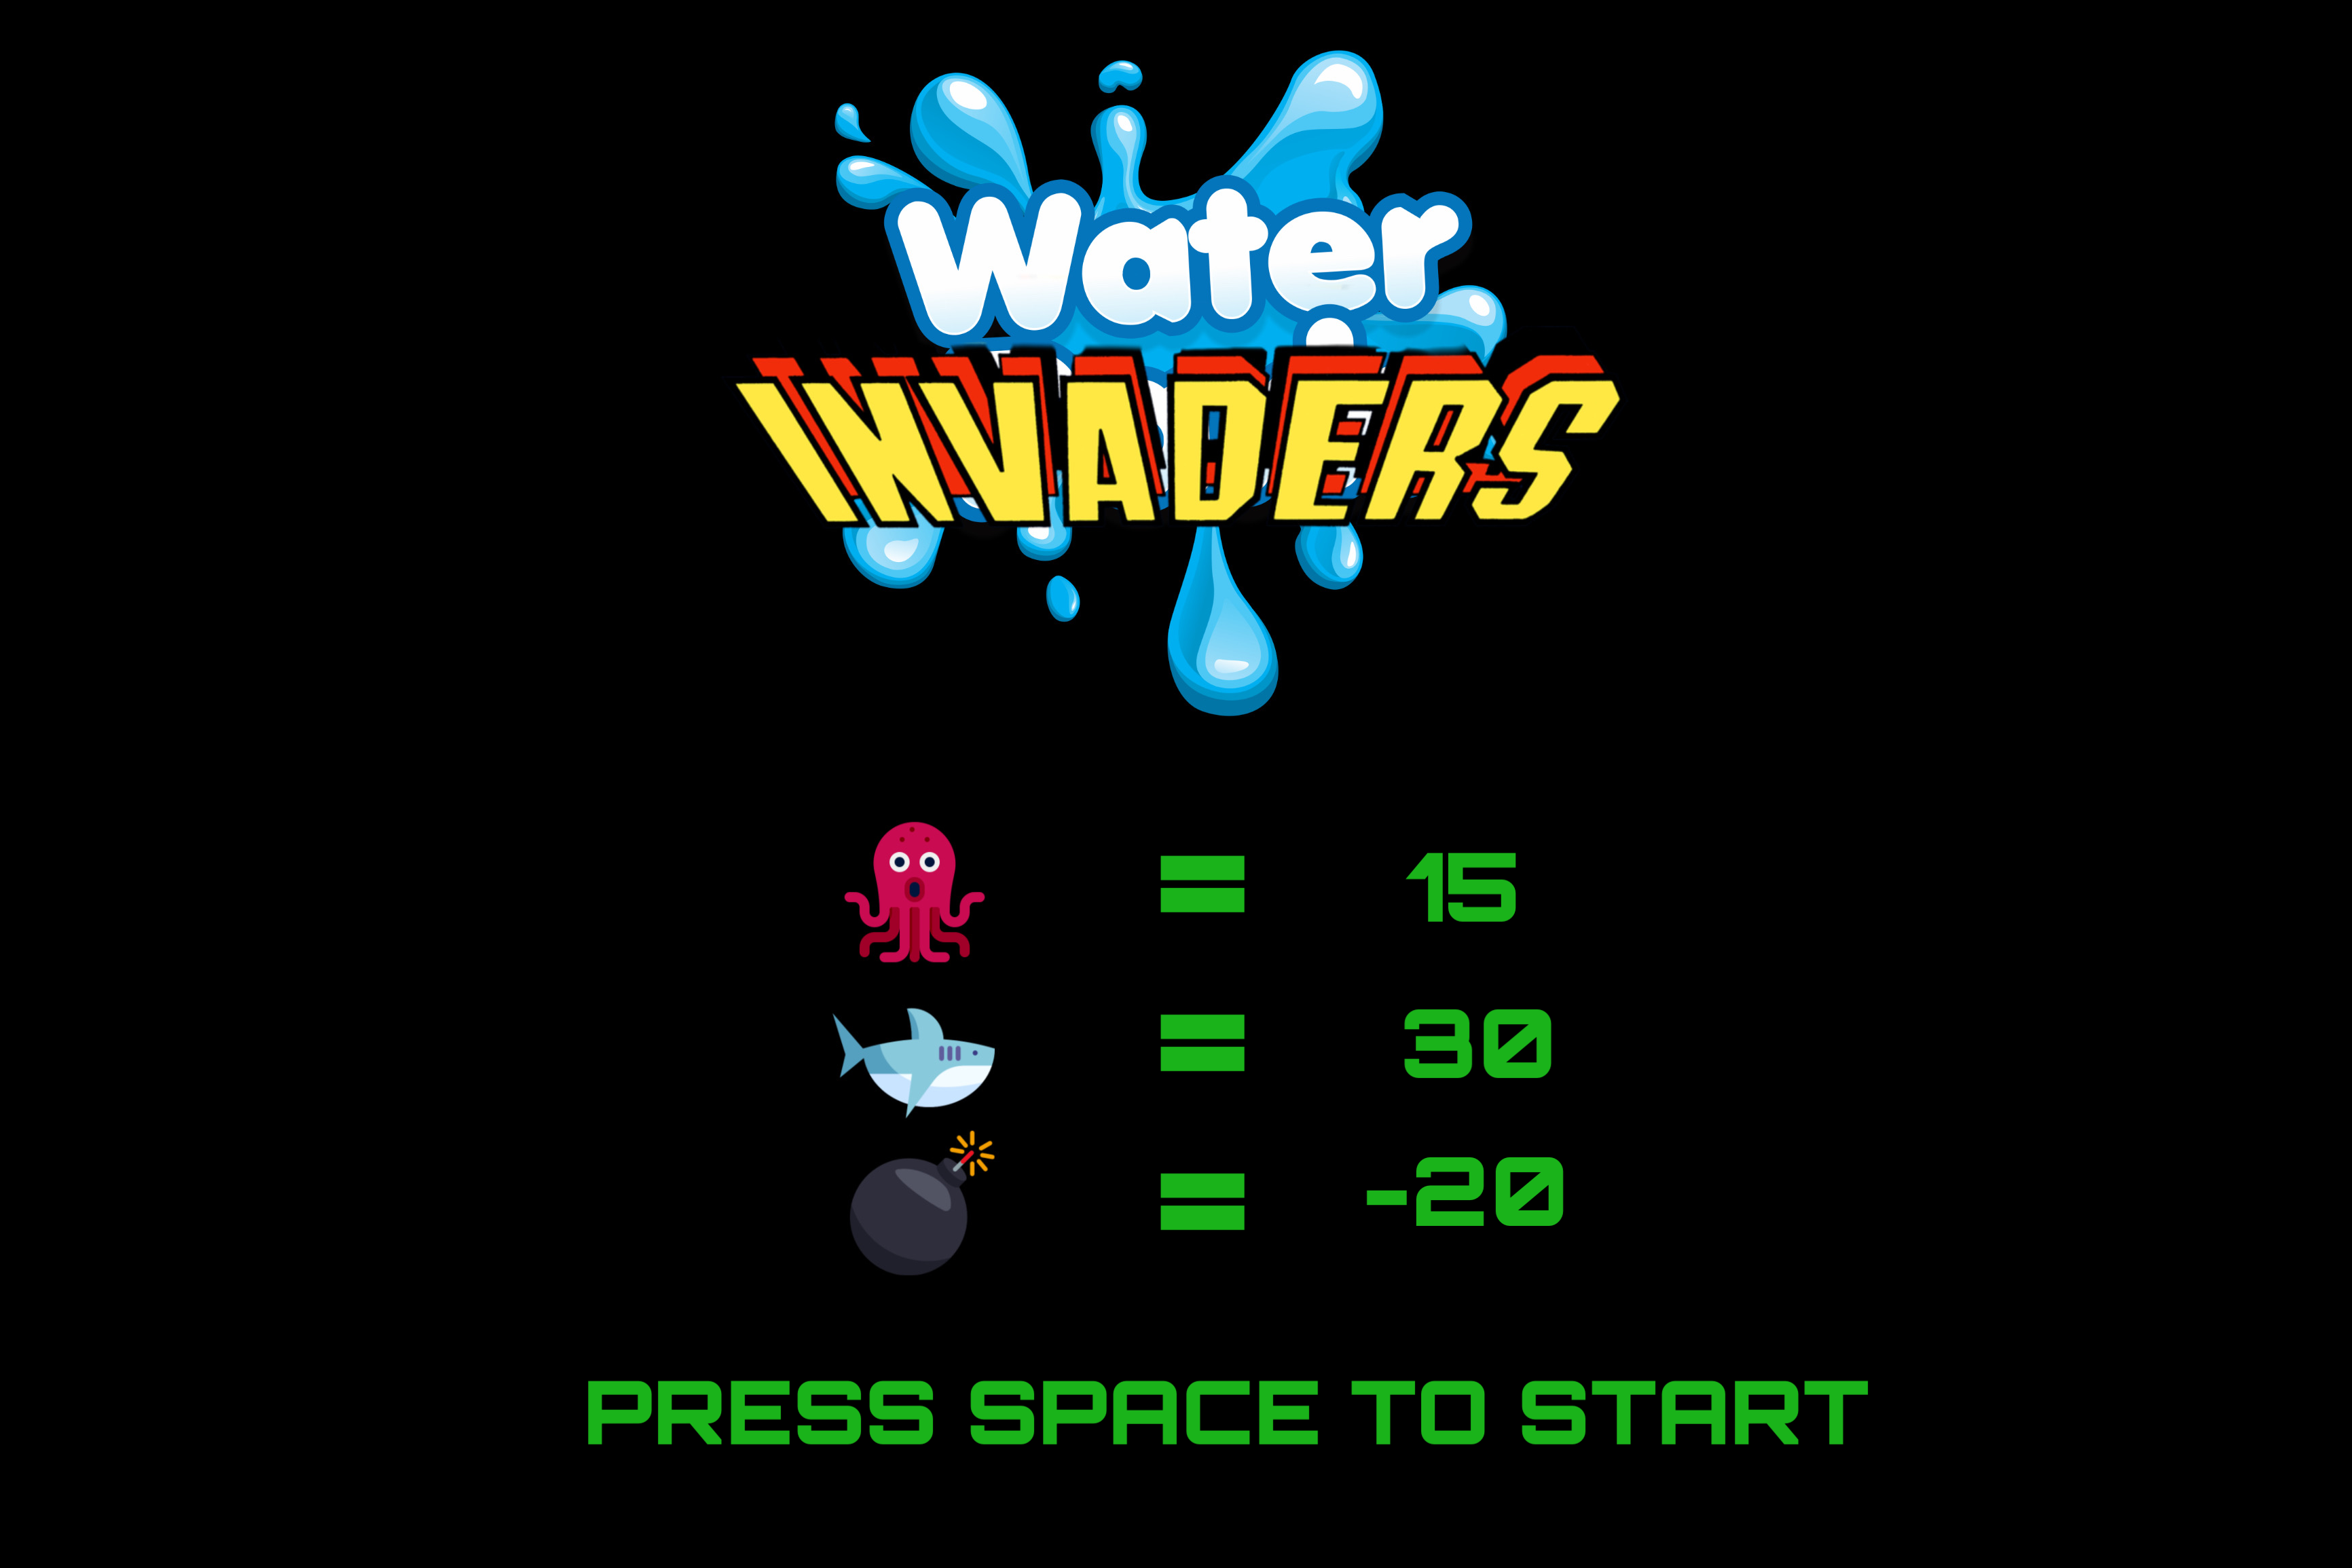 Water
INVADERS
= 15
= 30
= -20
PRESS SPACE TO START